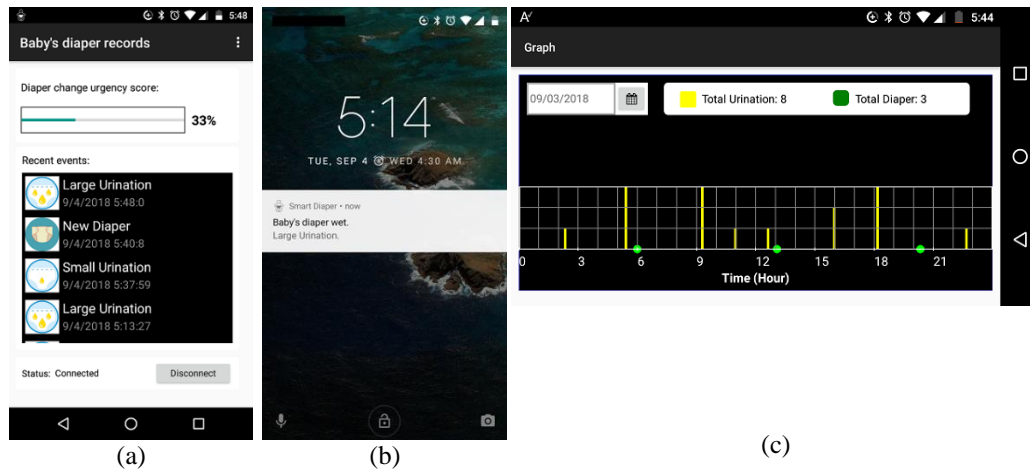 5:48
Baby's diaper records
Diaper change urgency score:
33%
Recent events:
Large Urination
9/4/2018 5:48:0
New Diaper
9/4/2018 5:40:8
Small Urination
9/4/2018 5:37:59
Large Urination
9/4/2018 5:13:27
Status: Connected
Disconnect
(a)
5:14
TUE, SEP 4 WED 4:30 AM
Smart Diaper • now
Baby's diaper wet.
Large Urination.
(b)
5:44
Graph
09/03/2018
Total Urination: 8
Total Diaper: 3
0 3 6 9 12 15 18 21
Time (Hour)
(c)